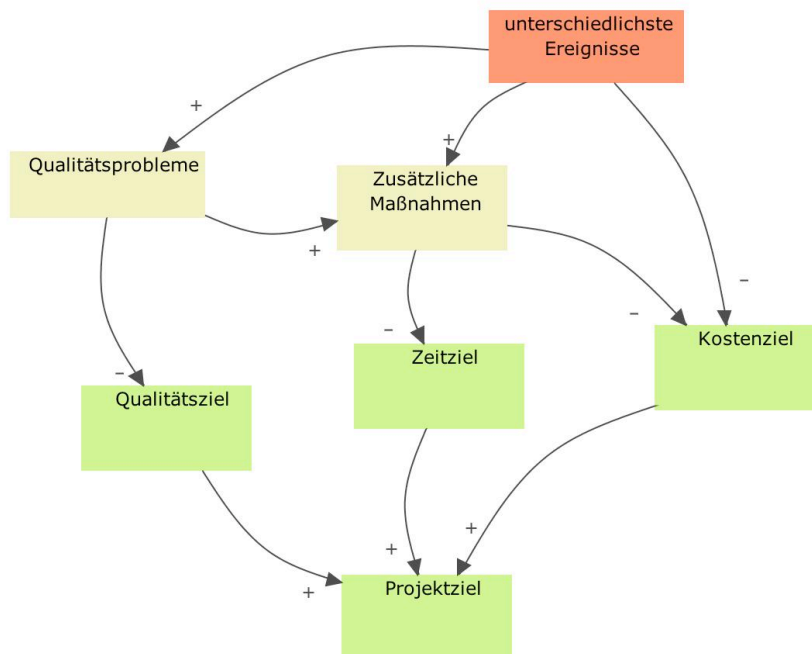 unterschiedlichste
Ereignisse
+
+
Qualitätsprobleme
Zusätzliche
Maßnahmen
+
–
–
–
Kostenziel
Zeitziel
–
Qualitätsziel
+
+
Projektziel
+